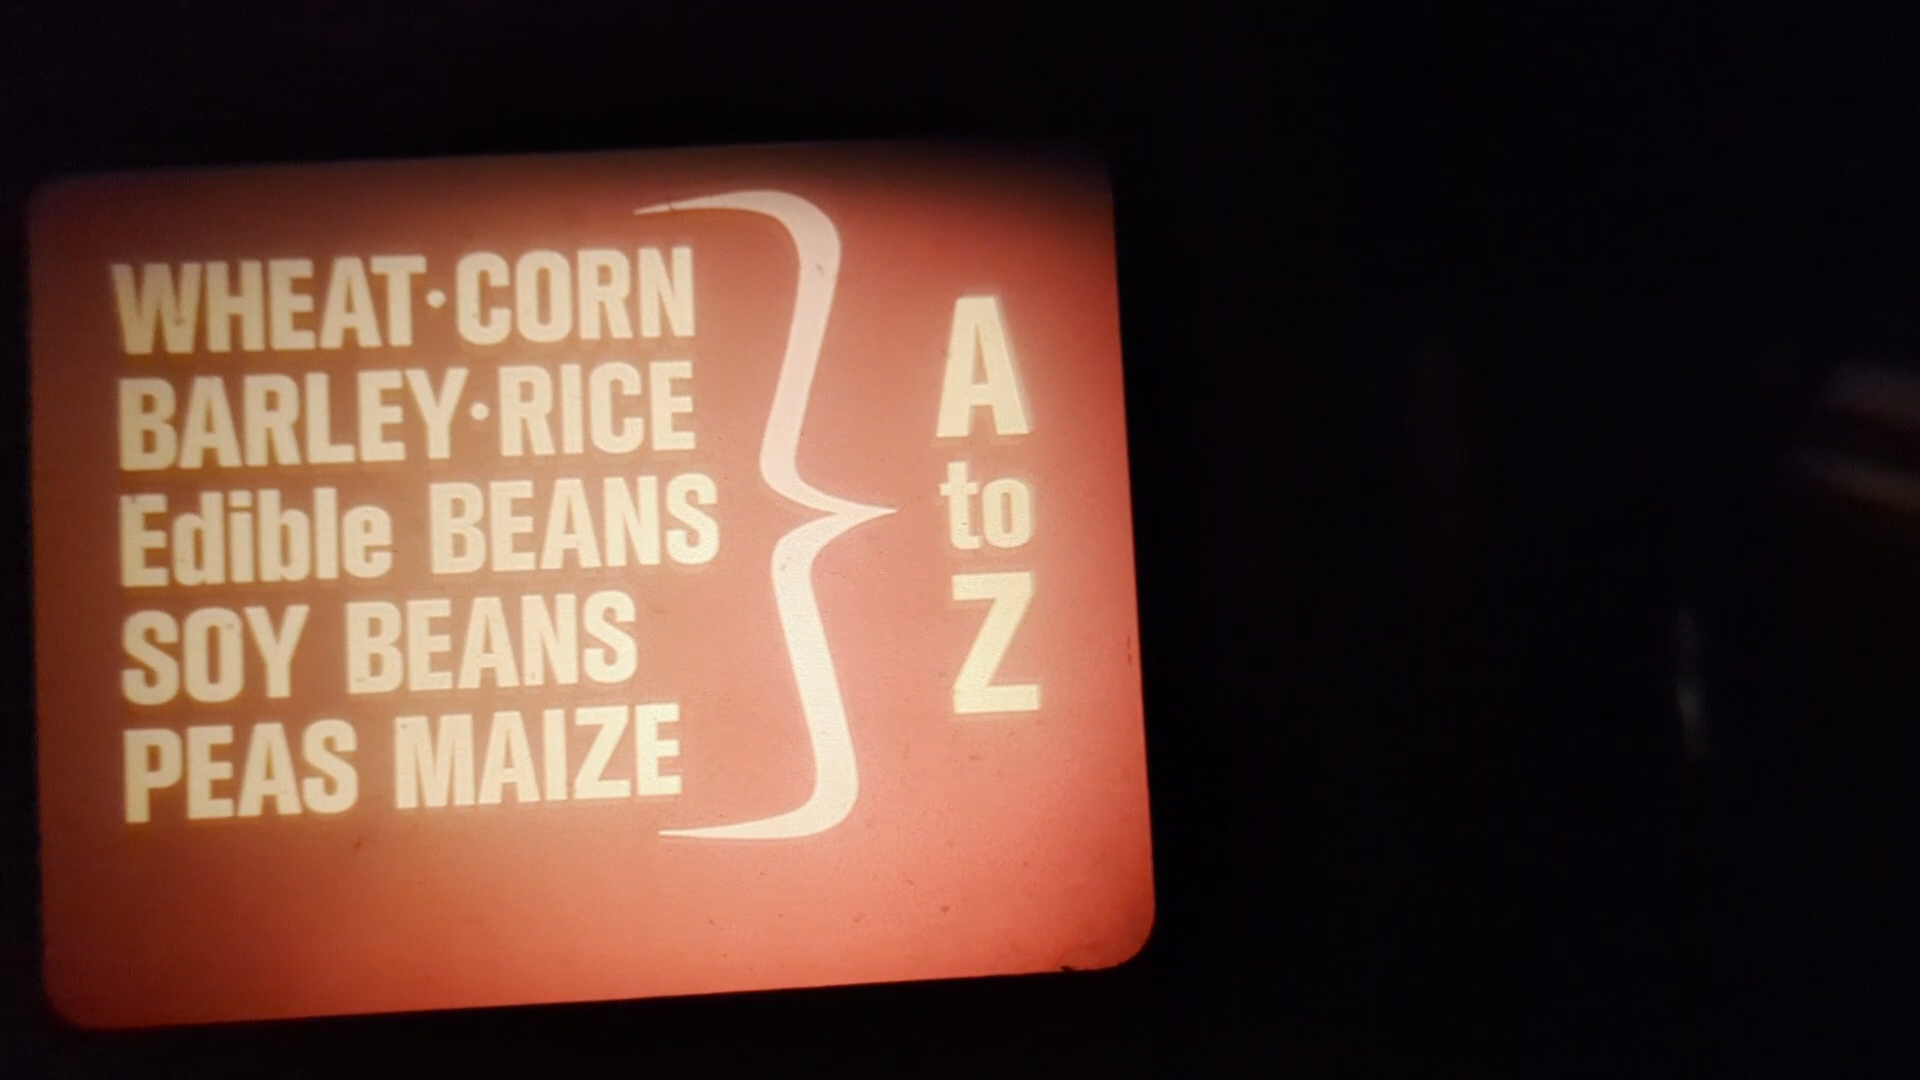 WHEAT·CORN
BARLEY·RICE
Edible BEANS
SOY BEANS
PEAS MAIZE
A
to
Z